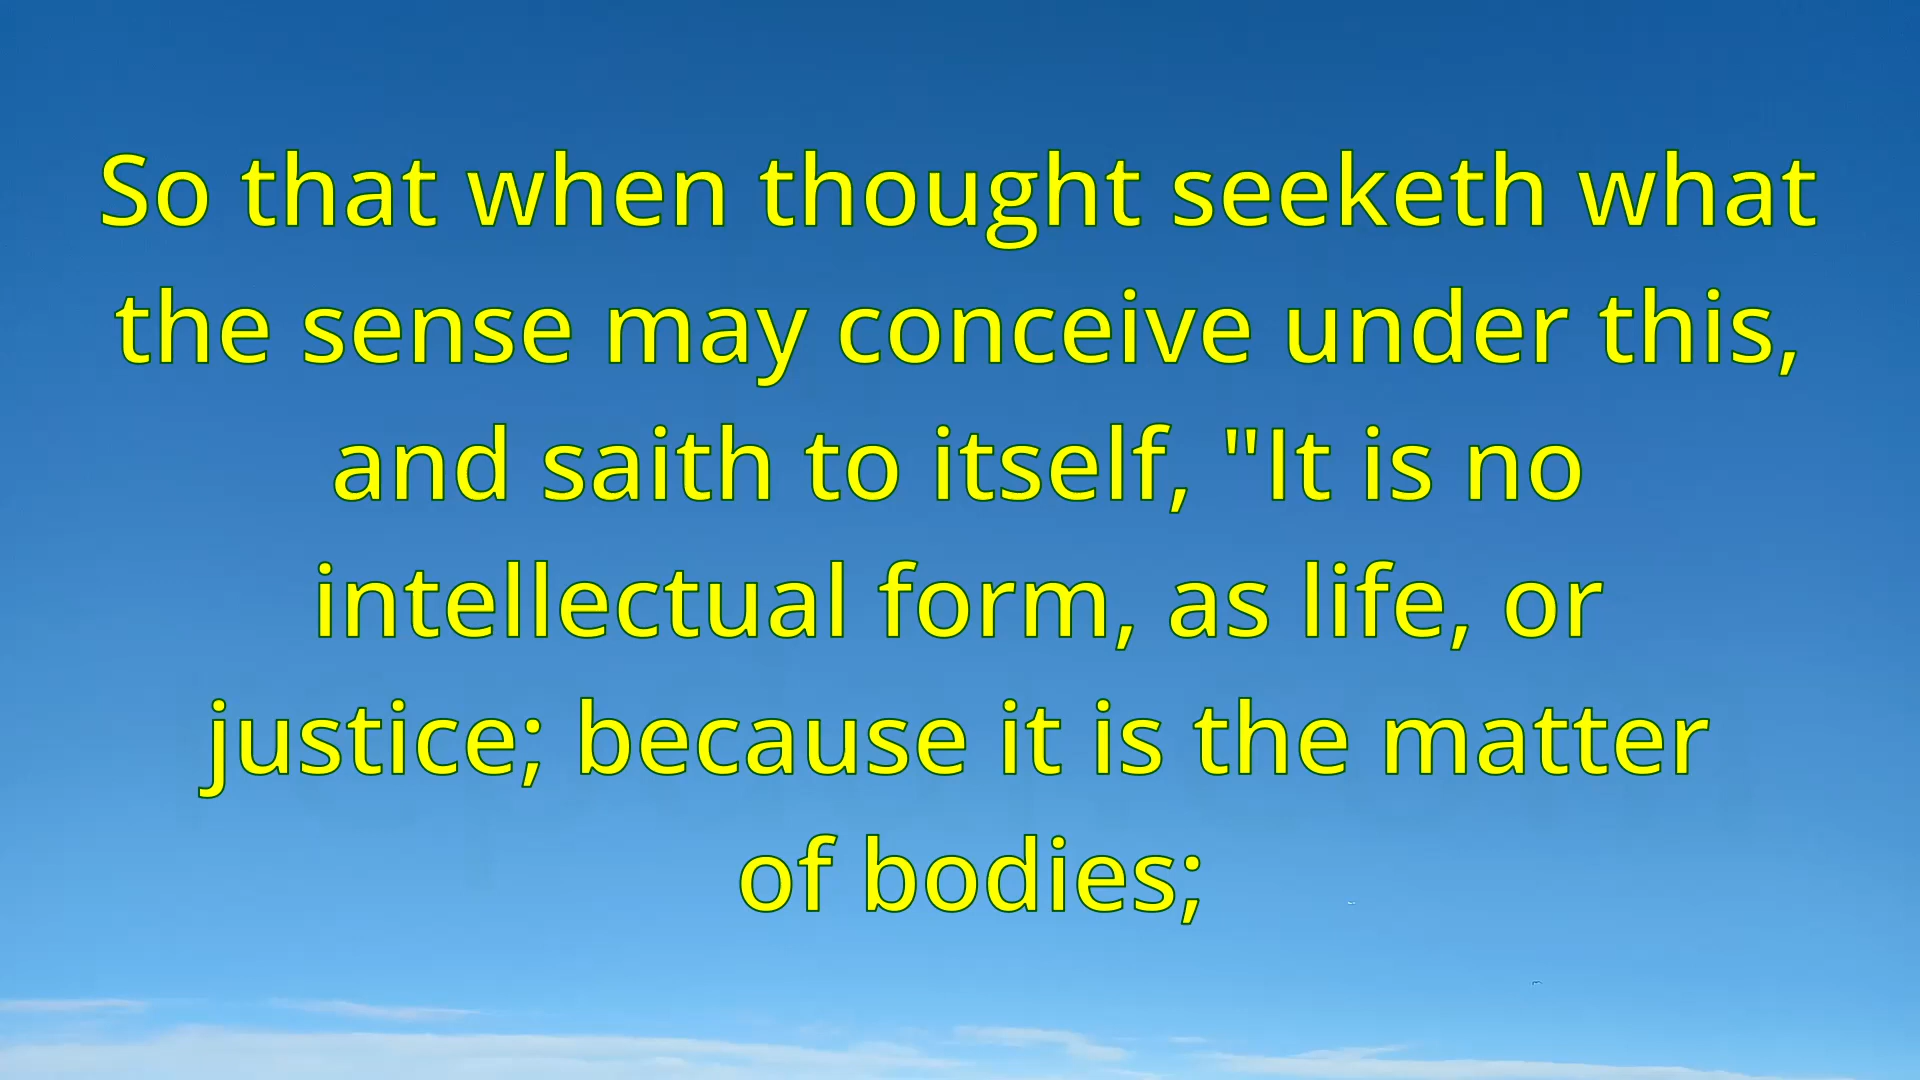 So that when thought seeketh what
the sense may conceive under this,
and saith to itself, "It is no
intellectual form, as life, or
justice; because it is the matter
of bodies;